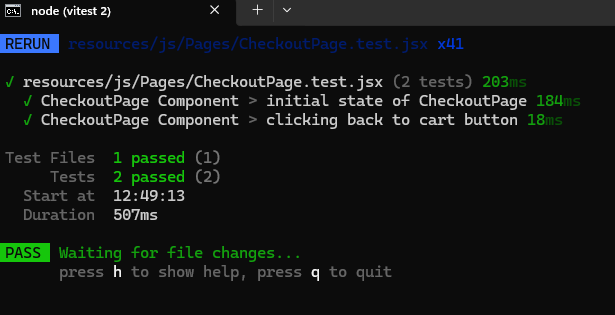 node (vitest 2)
RERUN resources/js/Pages/CheckoutPage.test.jsx x41
✓ resources/js/Pages/CheckoutPage.test.jsx (2 tests) 203ms
✓ CheckoutPage Component > initial state of CheckoutPage 184ms
✓ CheckoutPage Component > clicking back to cart button 18ms
Test Files 1 passed (1)
Tests 2 passed (2)
Start at 12:49:13
Duration 507ms
PASS Waiting for file changes...
press h to show help, press q to quit